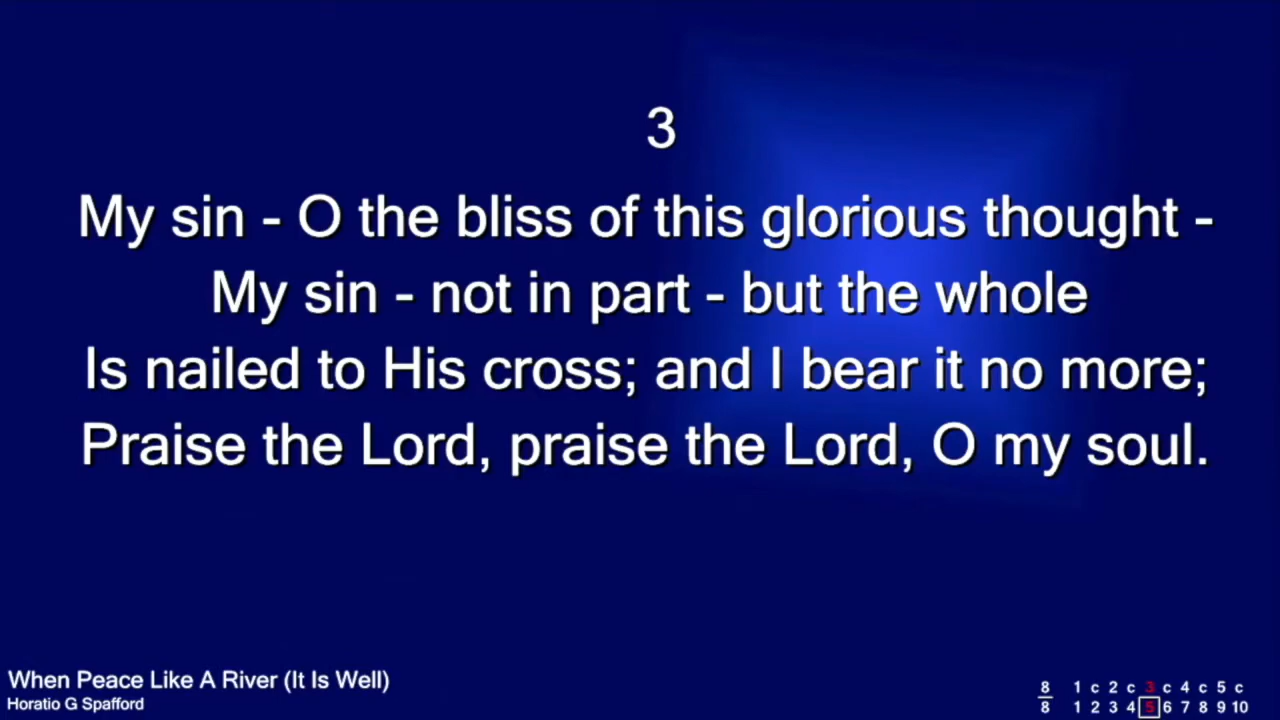 3
My sin - O the bliss of this glorious thought -
My sin - not in part - but the whole
Is nailed to His cross; and I bear it no more;
Praise the Lord, praise the Lord, O my soul.
When Peace Like A River (It Is Well)
Horatio G Spafford
8 1 c 2 c 3 c 4 c 5 c
8 1 2 3 4 5 6 7 8 9 10